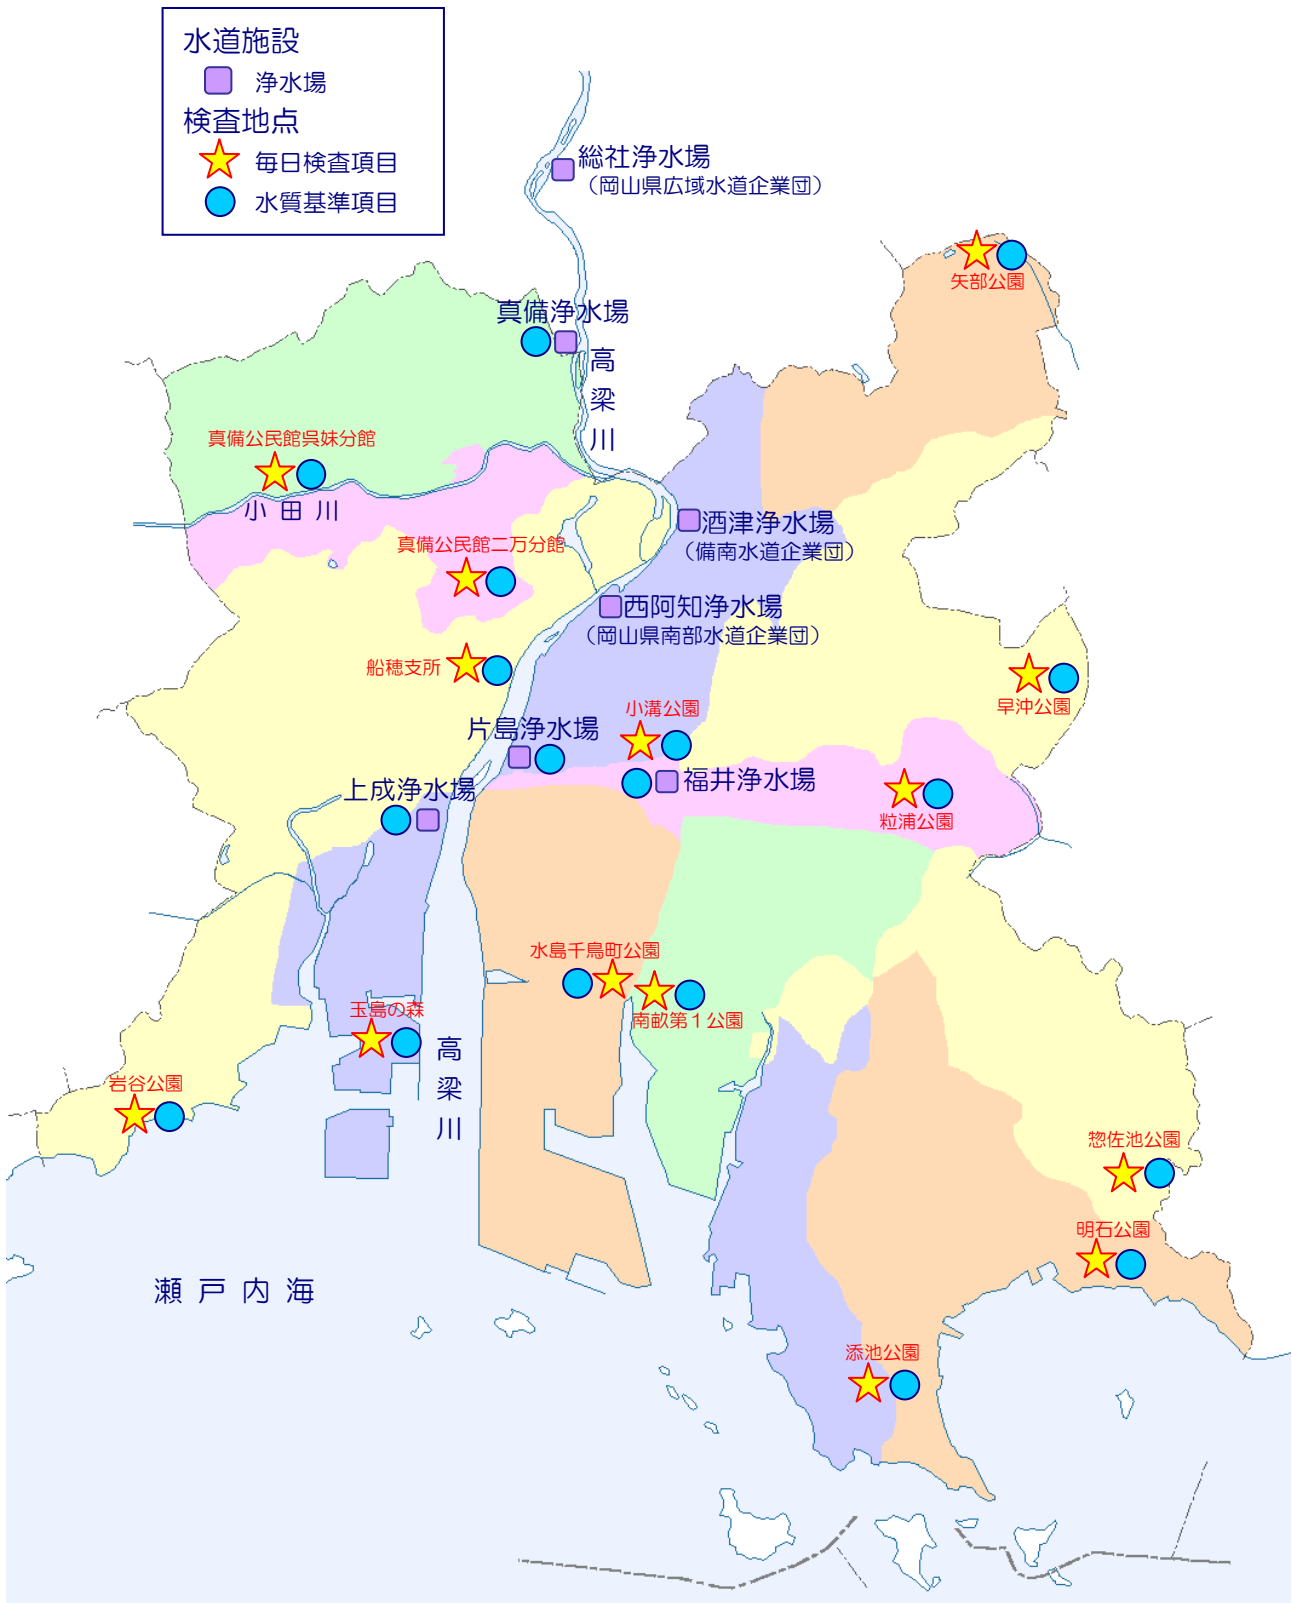 水道施設
浄水場
検査地点
毎日検査項目
水質基準項目
総社浄水場
（岡山県広域水道企業団）
矢部公園
真備浄水場
高梁川
真備公民館呉妹分館
小田川
酒津浄水場
（備南水道企業団）
真備公民館二万分館
西阿知浄水場
（岡山県南部水道企業団）
船穂支所
早沖公園
小溝公園
片島浄水場
福井浄水場
上成浄水場
粒浦公園
水島千鳥町公園
南畝第１公園
玉島の森
高梁川
岩谷公園
惣佐池公園
明石公園
瀬戸内海
添池公園